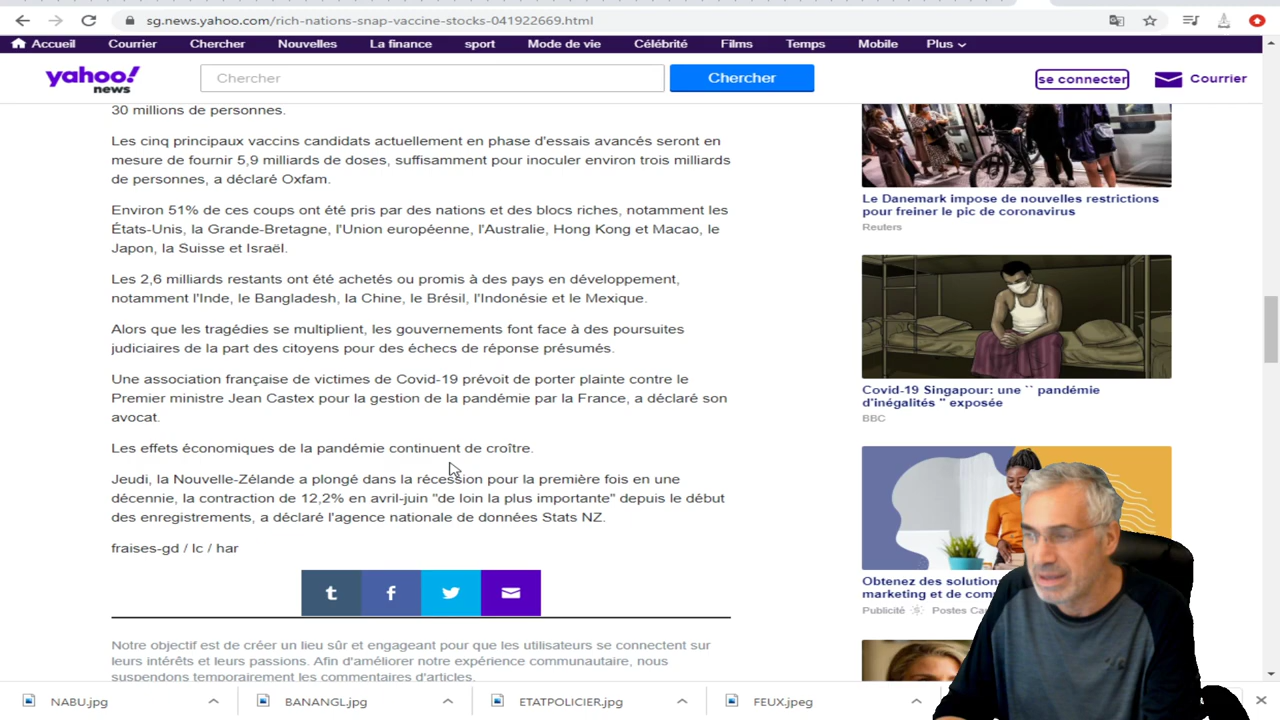 sg.news.yahoo.com/rich-nations-snap-vaccine-stocks-041922669.html
Accueil Courrier Chercher Nouvelles La finance sport Mode de vie Célébrité Films Temps Mobile Plus
yahoo!
news
Chercher
Chercher
se connecter
Courrier
30 millions de personnes.
Les cinq principaux vaccins candidats actuellement en phase d'essais avancés seront en
mesure de fournir 5,9 milliards de doses, suffisamment pour inoculer environ trois milliards
de personnes, a déclaré Oxfam.
Environ 51% de ces coups ont été pris par des nations et des blocs riches, notamment les
États-Unis, la Grande-Bretagne, l'Union européenne, l'Australie, Hong Kong et Macao, le
Japon, la Suisse et Israël.
Les 2,6 milliards restants ont été achetés ou promis à des pays en développement,
notamment l'Inde, le Bangladesh, la Chine, le Brésil, l'Indonésie et le Mexique.
Alors que les tragédies se multiplient, les gouvernements font face à des poursuites
judiciaires de la part des citoyens pour des échecs de réponse présumés.
Une association française de victimes de Covid-19 prévoit de porter plainte contre le
Premier ministre Jean Castex pour la gestion de la pandémie par la France, a déclaré son
avocat.
Les effets économiques de la pandémie continuent de croître.
Jeudi, la Nouvelle-Zélande a plongé dans la récession pour la première fois en une
décennie, la contraction de 12,2% en avril-juin "de loin la plus importante" depuis le début
des enregistrements, a déclaré l'agence nationale de données Stats NZ.
fraises-gd / lc / har
Notre objectif est de créer un lieu sûr et engageant pour que les utilisateurs se connectent sur
leurs intérêts et leurs passions. Afin d'améliorer notre expérience communautaire, nous
suspendons temporairement les commentaires d'articles.
Le Danemark impose de nouvelles restrictions
pour freiner le pic de coronavirus
Reuters
Covid-19 Singapour: une `` pandémie
d'inégalités '' exposée
BBC
Obtenez des solutions
marketing et de
Publicité Postes
NABU.jpg
BANANGL.jpg
ETATPOLICIER.jpg
FEUX.jpeg